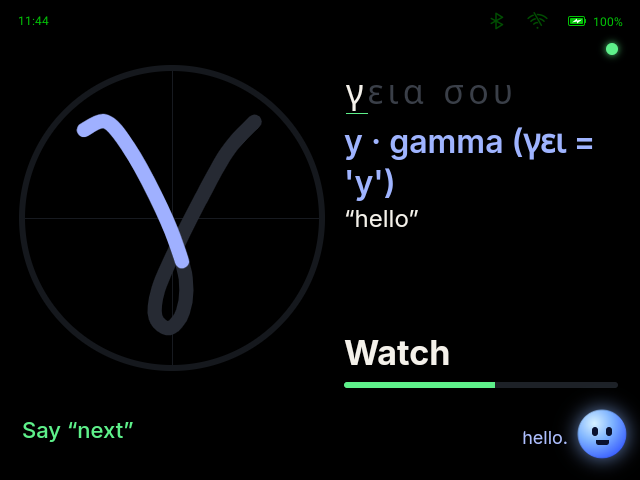 11:44
100%
γεια σου
y · gamma (γει =
'y')
“hello”
Watch
Say “next”
hello.